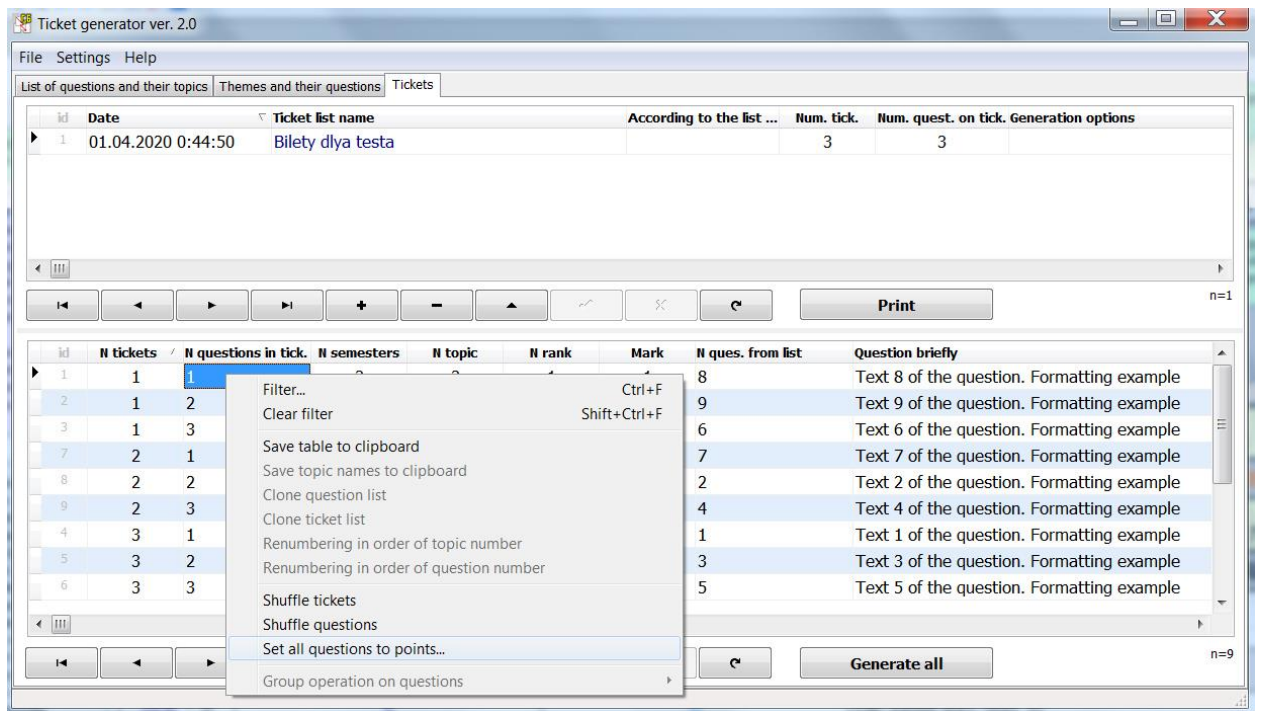 Ticket generator ver. 2.0
File Settings Help
List of questions and their topics Themes and their questions Tickets
id Date Ticket list name According to the list ... Num. tick. Num. quest. on tick. Generation options
1 01.04.2020 0:44:50 Bilety dlya testa 3 3
Print n=1
id N tickets N questions in tick. N semesters N topic N rank Mark N ques. from list Question briefly
1 1 1 8 Text 8 of the question. Formatting example
2 1 2 9 Text 9 of the question. Formatting example
3 1 3 6 Text 6 of the question. Formatting example
7 2 1 7 Text 7 of the question. Formatting example
8 2 2 2 Text 2 of the question. Formatting example
9 2 3 4 Text 4 of the question. Formatting example
4 3 1 1 Text 1 of the question. Formatting example
5 3 2 3 Text 3 of the question. Formatting example
6 3 3 5 Text 5 of the question. Formatting example
Filter... Ctrl+F
Clear filter Shift+Ctrl+F
Save table to clipboard
Save topic names to clipboard
Clone question list
Clone ticket list
Renumbering in order of topic number
Renumbering in order of question number
Shuffle tickets
Shuffle questions
Set all questions to points...
Group operation on questions
Generate all n=9